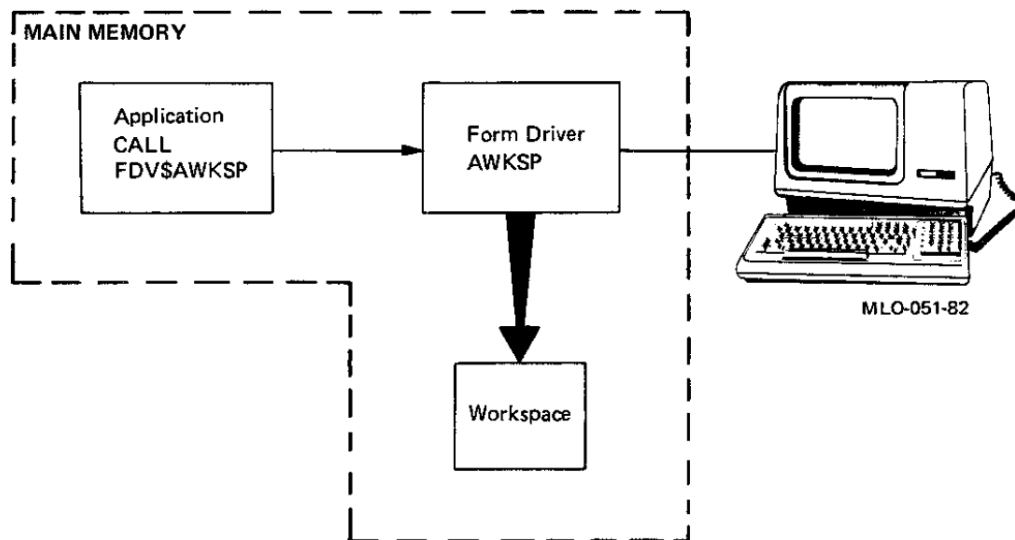 MAIN MEMORY
Application
CALL
FDV$AWKSP
Form Driver
AWKSP
MLO-051-82
Workspace